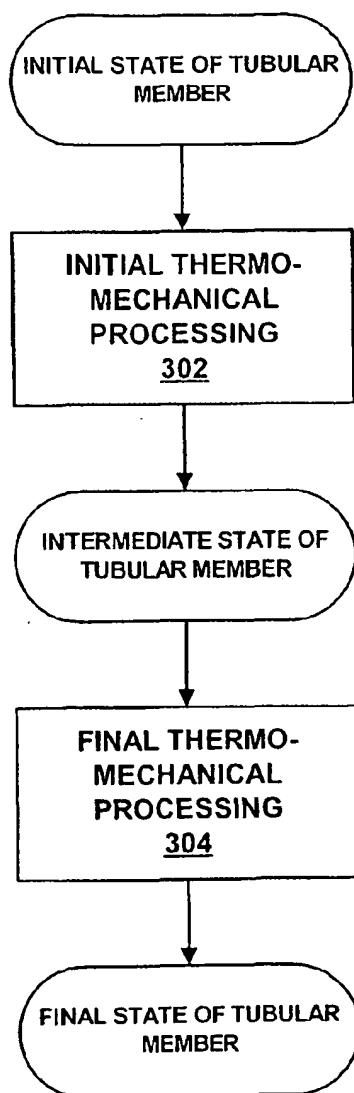 INITIAL STATE OF TUBULAR
MEMBER
INITIAL THERMO-
MECHANICAL
PROCESSING
302
INTERMEDIATE STATE OF
TUBULAR MEMBER
FINAL THERMO-
MECHANICAL
PROCESSING
304
FINAL STATE OF TUBULAR
MEMBER